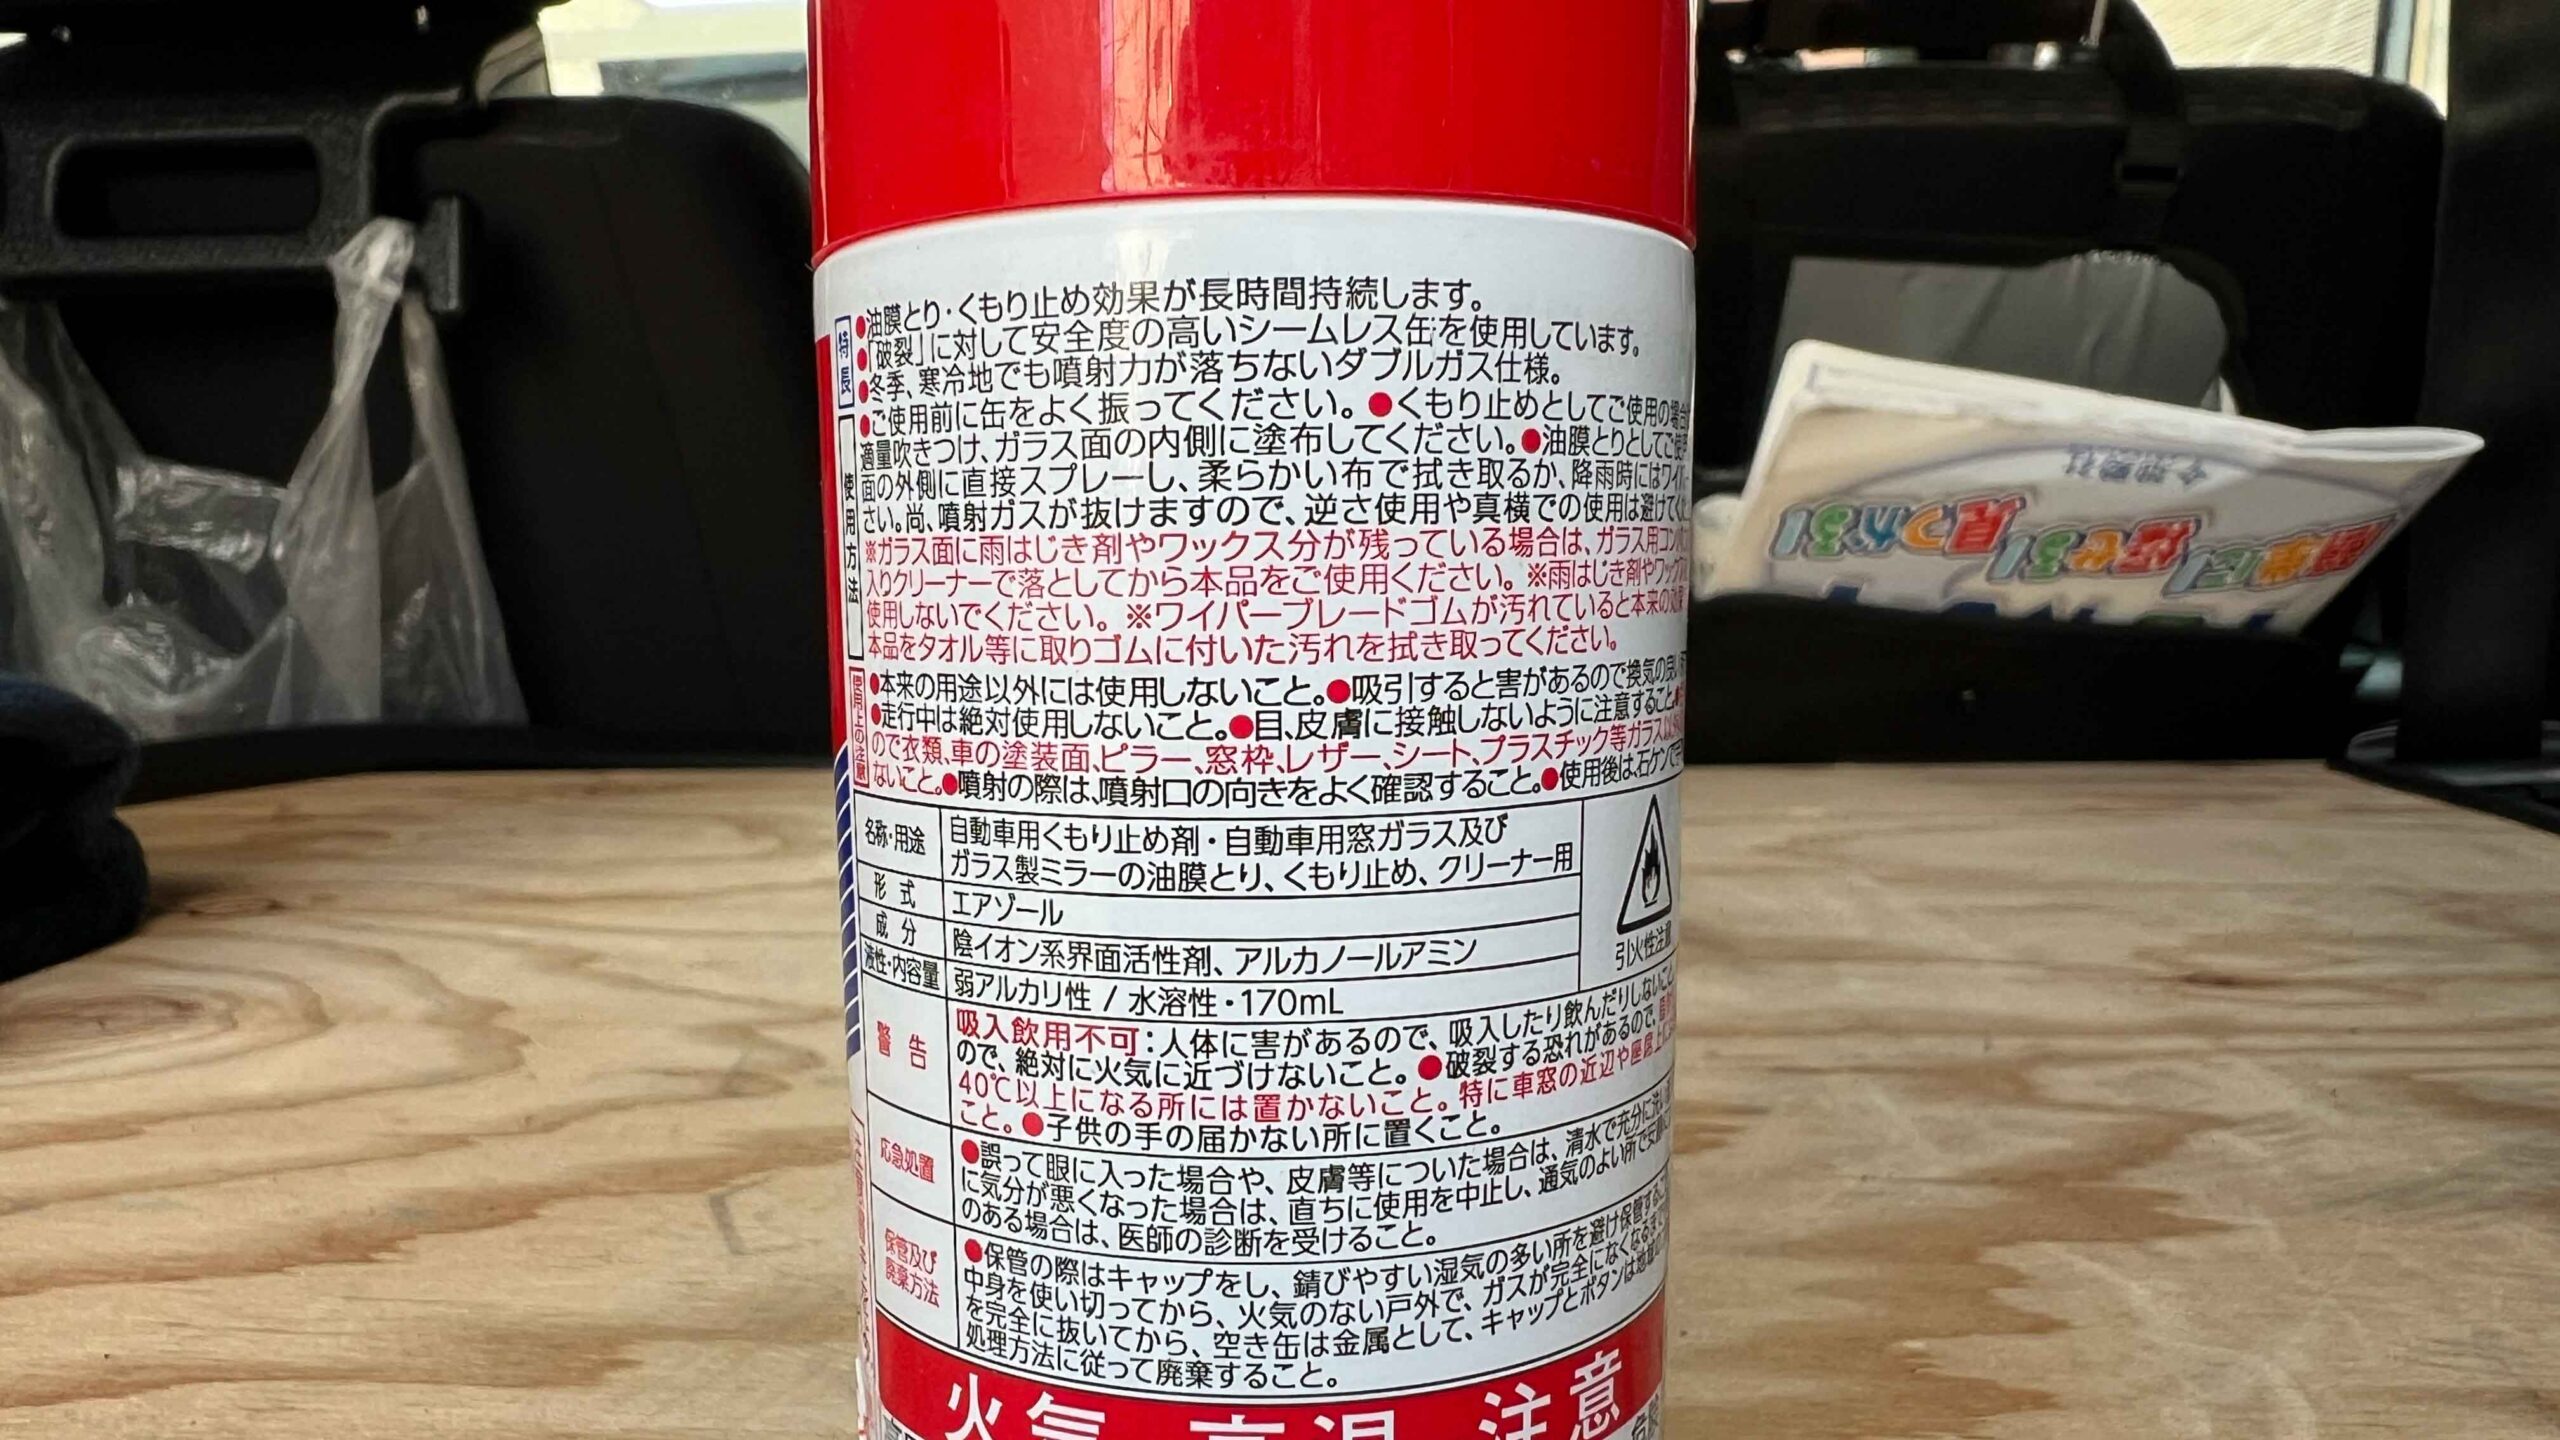 特長
●油膜とり・くもり止め効果が長時間持続します。
●「破裂」に対して安全度の高いシームレス缶を使用しています。
●冬季、寒冷地でも噴射力が落ちないダブルガス仕様。
使用方法
●ご使用前に缶をよく振ってください。●くもり止めとしてご使用の場合
適量吹きつけ、ガラス面の内側に塗布してください。●油膜とりとしてご使
面の外側に直接スプレーし、柔らかい布で拭き取るか、降雨時にはワイパー
さい。尚、噴射ガスが抜けますので、逆さ使用や真横での使用は避けてくだ
※ガラス面に雨はじき剤やワックス分が残っている場合は、ガラス用コンパ
入りクリーナーで落としてから本品をご使用ください。※雨はじき剤やワック
使用しないでください。※ワイパーブレードゴムが汚れていると本来の効
本品をタオル等に取りゴムに付いた汚れを拭き取ってください。
使用上の注意
●本来の用途以外には使用しないこと。●吸引すると害があるので換気の良い
●走行中は絶対使用しないこと。●目、皮膚に接触しないように注意すること。
ので衣類、車の塗装面、ピラー、窓枠、レザー、シート、プラスチック等ガラス以外
ないこと。●噴射の際は、噴射口の向きをよく確認すること。●使用後は、石ケンで
名称・用途
自動車用くもり止め剤・自動車用窓ガラス及び
ガラス製ミラーの油膜とり、くもり止め、クリーナー用
形式
エアゾール
成分
陰イオン系界面活性剤、アルカノールアミン
液性・内容量
弱アルカリ性 / 水溶性・170mL
引火性注意
警告
吸入飲用不可：人体に害があるので、吸入したり飲んだりしないこと
ので、絶対に火気に近づけないこと。●破裂する恐れがあるので、
40℃以上になる所には置かないこと。特に車窓の近辺や座席上に
こと。●子供の手の届かない所に置くこと。
応急処置
●誤って眼に入った場合や、皮膚等についた場合は、清水で充分に洗い
に気分が悪くなった場合は、直ちに使用を中止し、通気のよい所で安静に
のある場合は、医師の診断を受けること。
保管及び
廃棄方法
●保管の際はキャップをし、錆びやすい湿気の多い所を避け保管する
中身を使い切ってから、火気のない戸外で、ガスが完全になくなるまで
を完全に抜いてから、空き缶は金属として、キャップとボタンは地域の
処理方法に従って廃棄すること。
火気 高温 注意